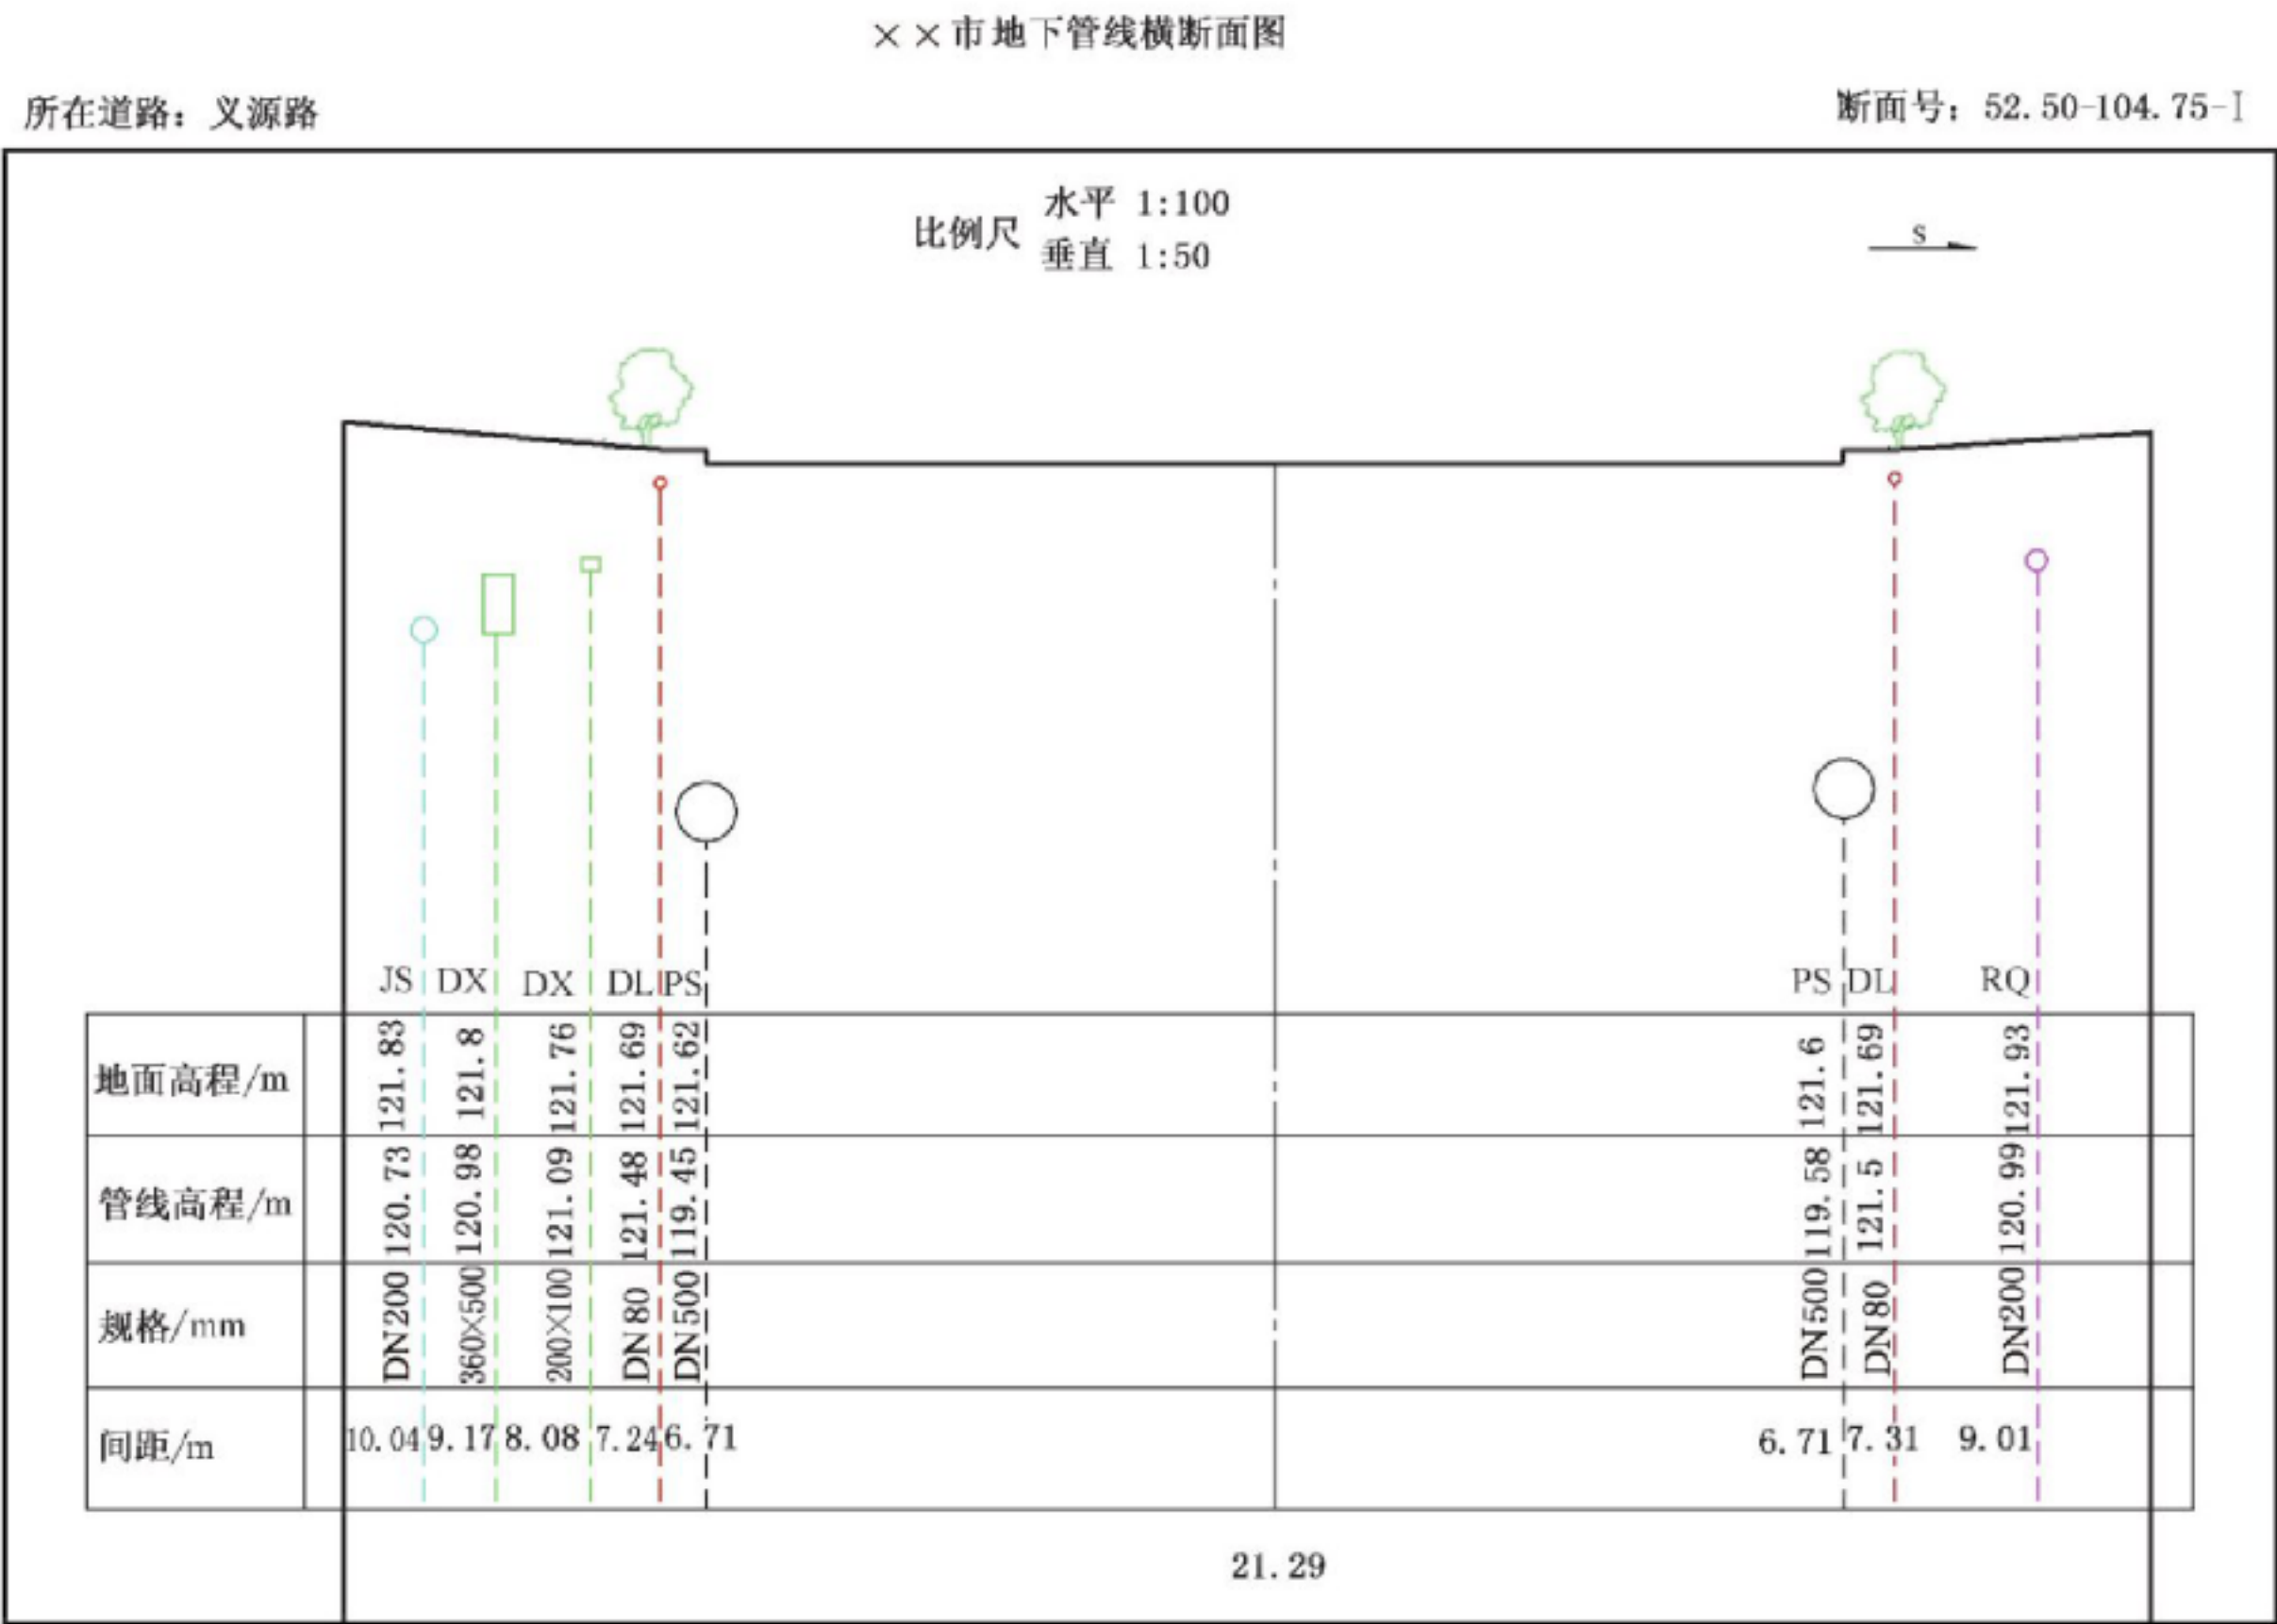 ××市地下管线横断面图
所在道路：义源路
断面号：52.50-104.75-I
比例尺
水平 1:100
垂直 1:50
S
JS DX DX DL PS PS DL RQ
地面高程/m 121.83 121.8 121.76 121.69 121.62 121.6 121.69 121.93
管线高程/m 120.73 120.98 121.09 121.48 119.45 119.58 121.5 120.99
规格/mm DN200 360×500 200×100 DN80 DN500 DN500 DN80 DN200
间距/m 10.04 9.17 8.08 7.24 6.71 6.71 7.31 9.01
21.29